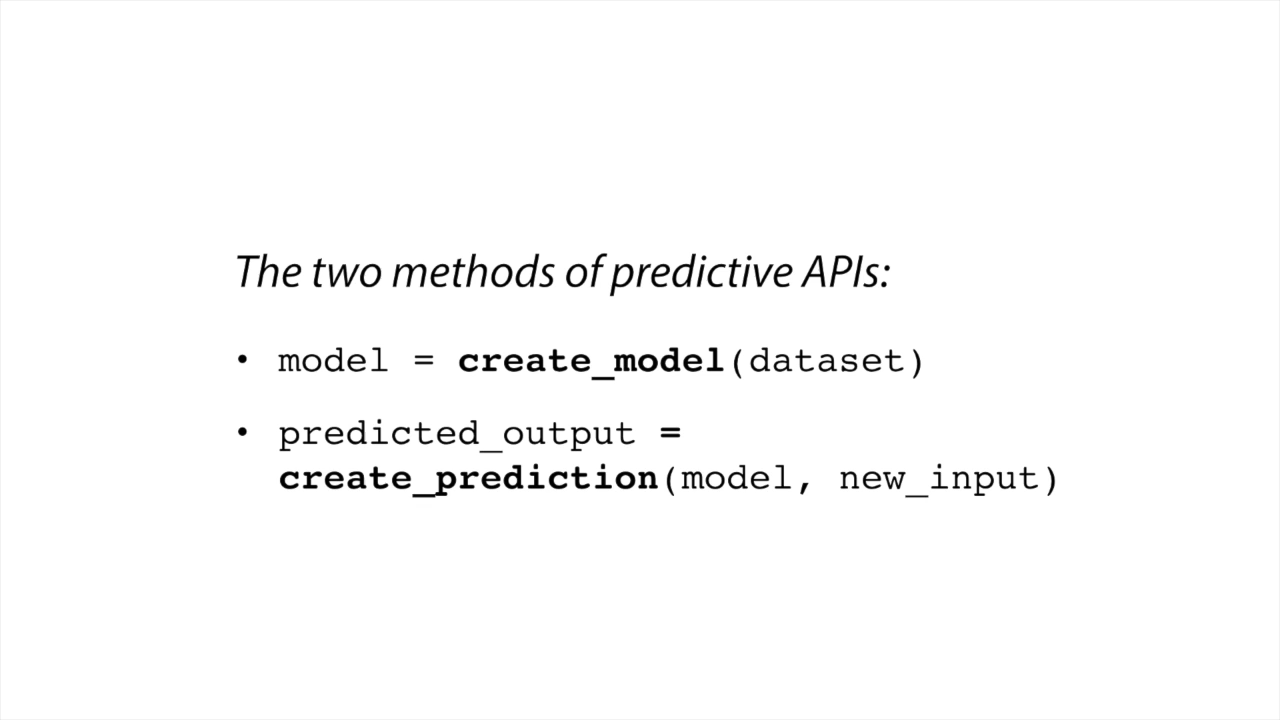 The two methods of predictive APIs:
• model = create_model(dataset)
• predicted_output =
create_prediction(model, new_input)